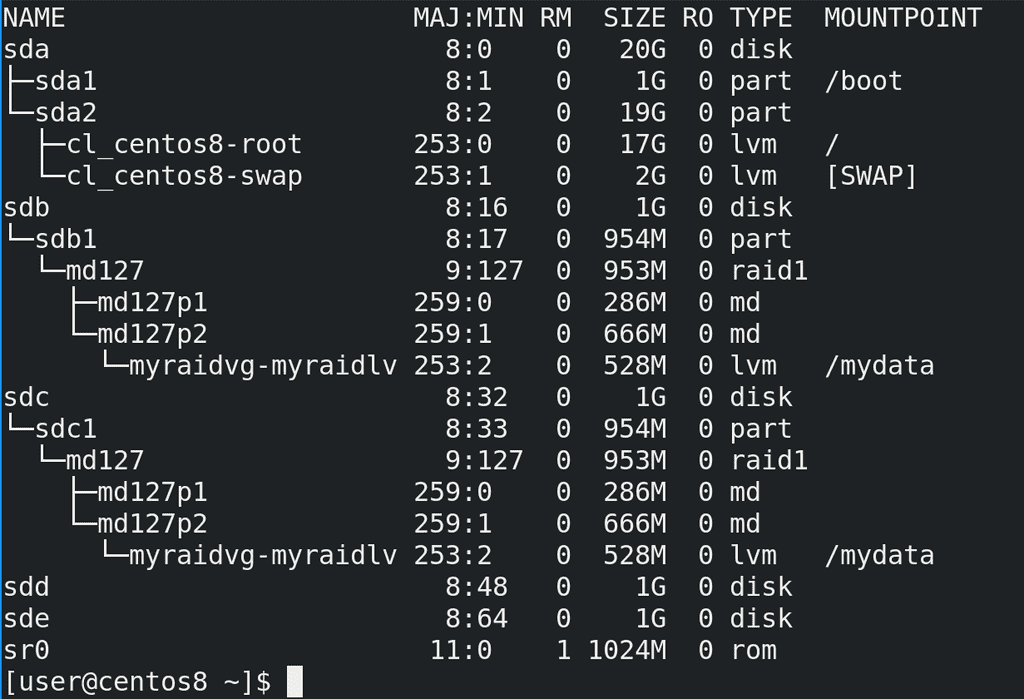 NAME                      MAJ:MIN RM  SIZE RO TYPE  MOUNTPOINT
sda                         8:0    0   20G  0 disk
├─sda1                      8:1    0    1G  0 part  /boot
└─sda2                      8:2    0   19G  0 part
  ├─cl_centos8-root       253:0    0   17G  0 lvm   /
  └─cl_centos8-swap       253:1    0    2G  0 lvm   [SWAP]
sdb                         8:16   0    1G  0 disk
└─sdb1                      8:17   0  954M  0 part
  └─md127                   9:127  0  953M  0 raid1
    ├─md127p1             259:0    0  286M  0 md
    └─md127p2             259:1    0  666M  0 md
      └─myraidvg-myraidlv 253:2    0  528M  0 lvm   /mydata
sdc                         8:32   0    1G  0 disk
└─sdc1                      8:33   0  954M  0 part
  └─md127                   9:127  0  953M  0 raid1
    ├─md127p1             259:0    0  286M  0 md
    └─md127p2             259:1    0  666M  0 md
      └─myraidvg-myraidlv 253:2    0  528M  0 lvm   /mydata
sdd                         8:48   0    1G  0 disk
sde                         8:64   0    1G  0 disk
sr0                        11:0    1 1024M  0 rom
[user@centos8 ~]$